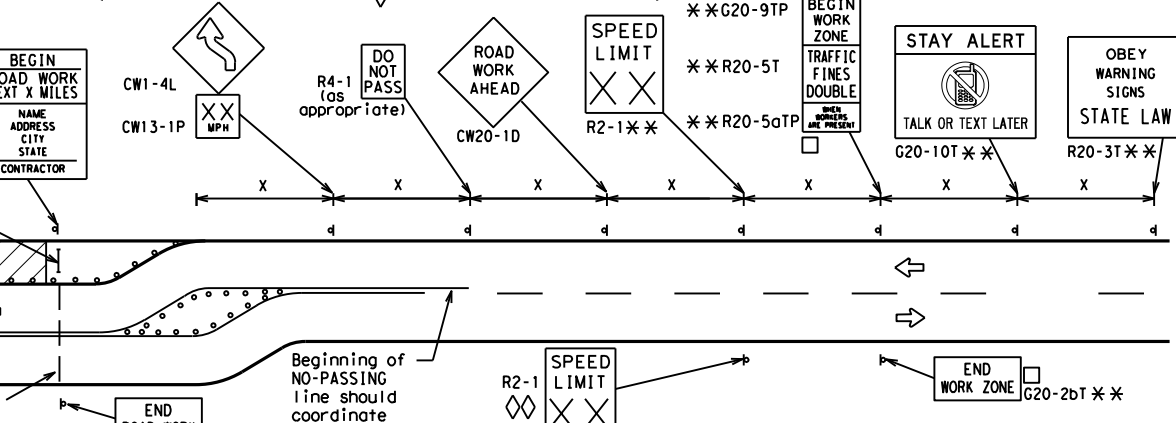 BEGIN
ROAD WORK
NEXT X MILES
NAME
ADDRESS
CITY
STATE
CONTRACTOR
CW1-4L
CW13-1P
XX
MPH
R4-1
(as
appropriate)
DO
NOT
PASS
ROAD
WORK
AHEAD
CW20-1D
SPEED
LIMIT
X X
R2-1**
**G20-9TP
**R20-5T
**R20-5aTP
BEGIN
WORK
ZONE
TRAFFIC
FINES
DOUBLE
WHEN
WORKERS
ARE PRESENT
STAY ALERT
TALK OR TEXT LATER
G20-10T**
OBEY
WARNING
SIGNS
STATE LAW
R20-3T**
X X X X X X X
Beginning of
NO-PASSING
line should
coordinate
R2-1
SPEED
LIMIT
X X
END
WORK ZONE
G20-2bT**
END
ROAD WORK